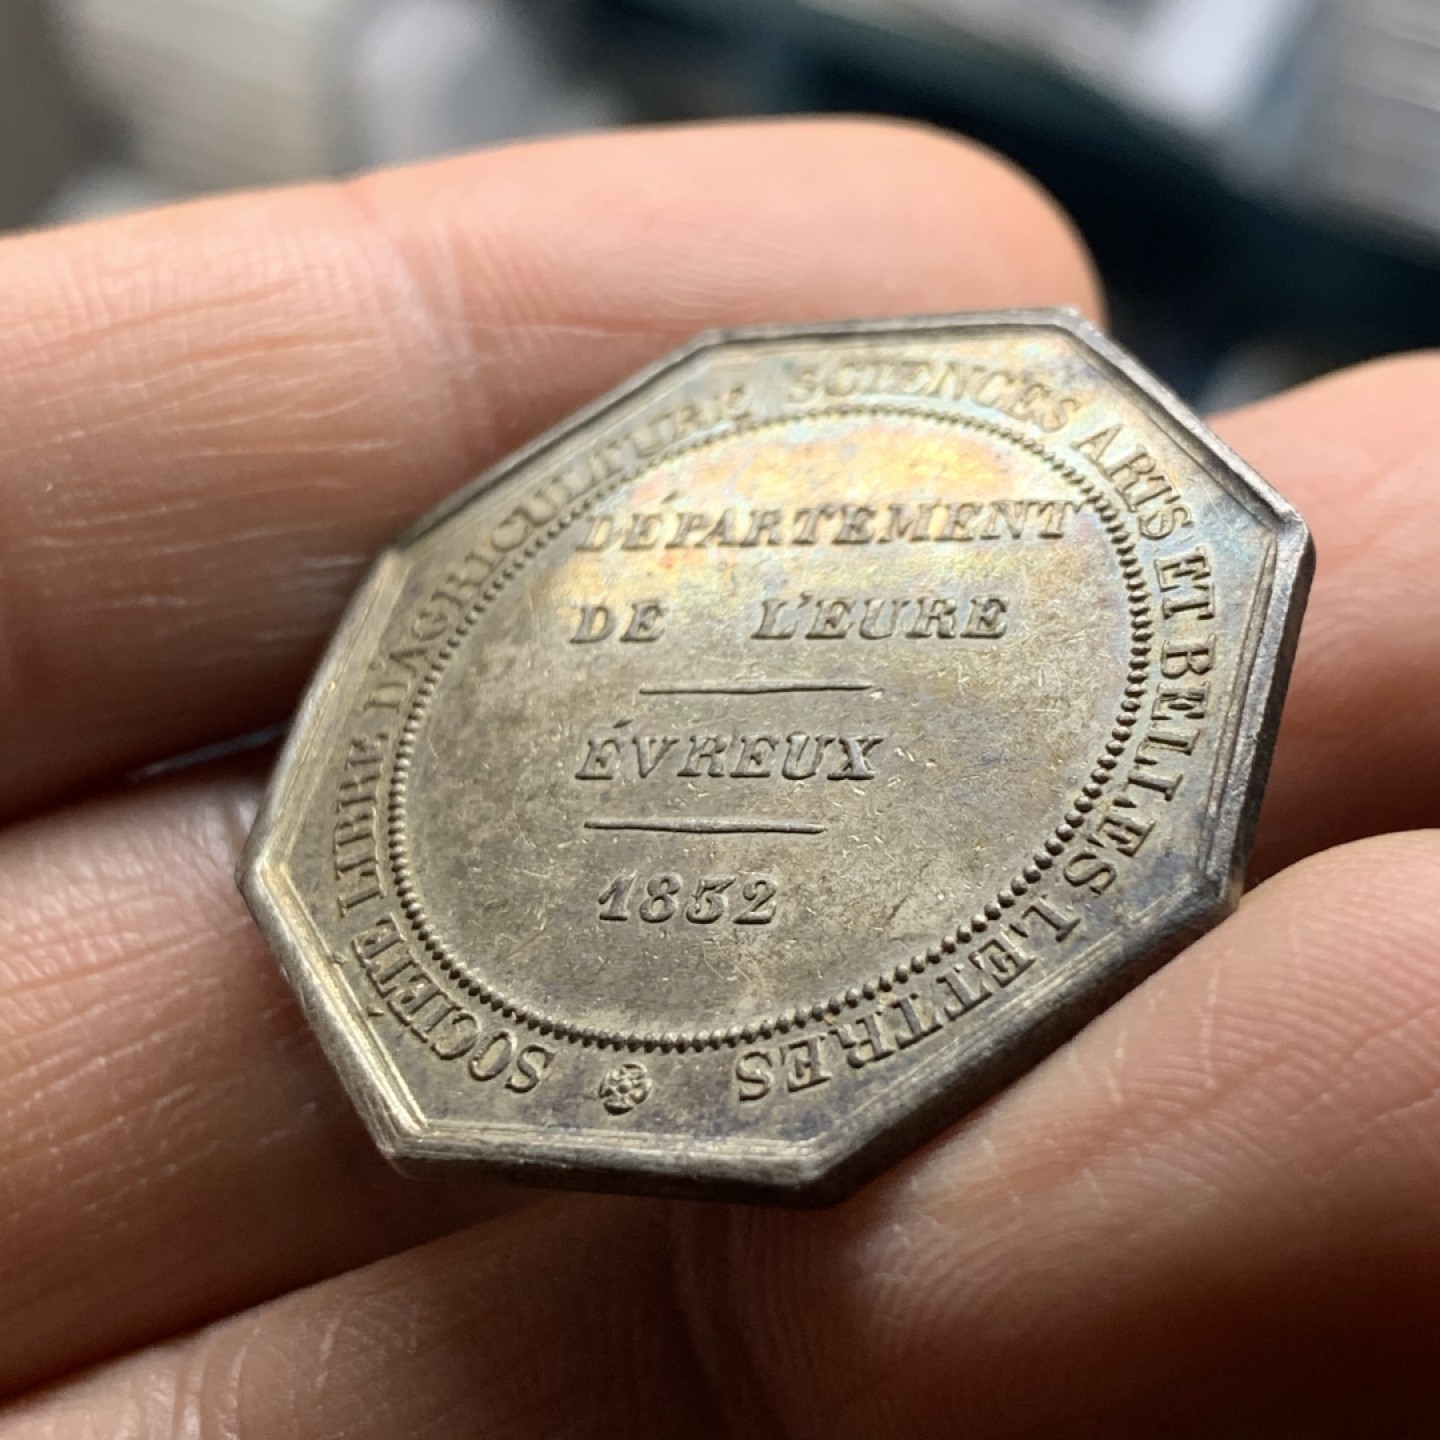 SOCIÉTÉ LIBRE D'AGRICULTURE SCIENCES ARTS ET BELLES LETTRES
DÉPARTEMENT
DE L'EURE
ÉVREUX
1832